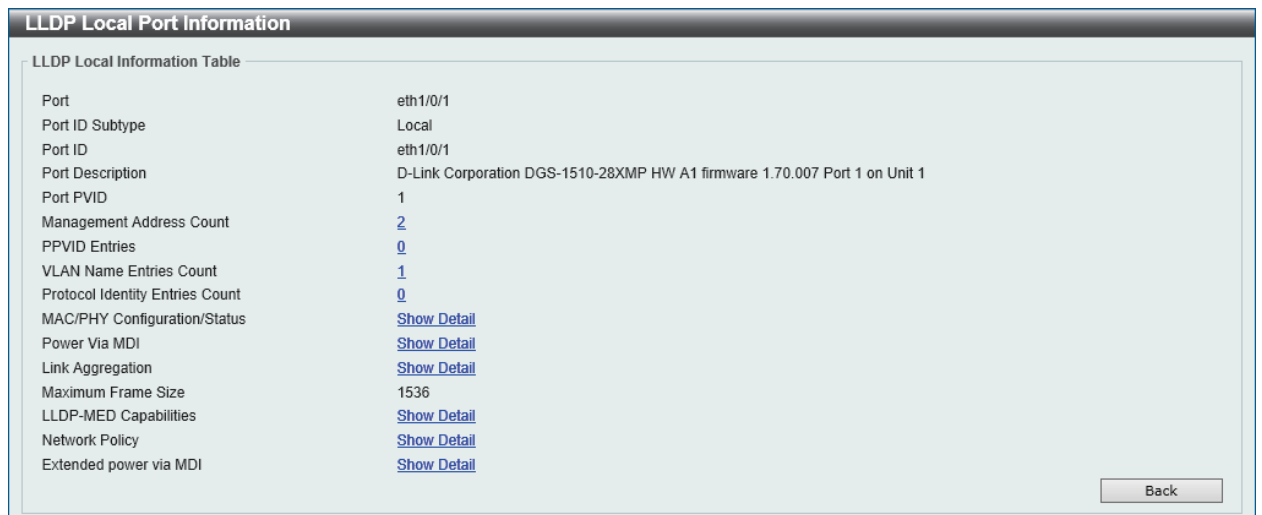 LLDP Local Port Information
LLDP Local Information Table
Port eth1/0/1
Port ID Subtype Local
Port ID eth1/0/1
Port Description D-Link Corporation DGS-1510-28XMP HW A1 firmware 1.70.007 Port 1 on Unit 1
Port PVID 1
Management Address Count 2
PPVID Entries 0
VLAN Name Entries Count 1
Protocol Identity Entries Count 0
MAC/PHY Configuration/Status Show Detail
Power Via MDI Show Detail
Link Aggregation Show Detail
Maximum Frame Size 1536
LLDP-MED Capabilities Show Detail
Network Policy Show Detail
Extended power via MDI Show Detail
Back